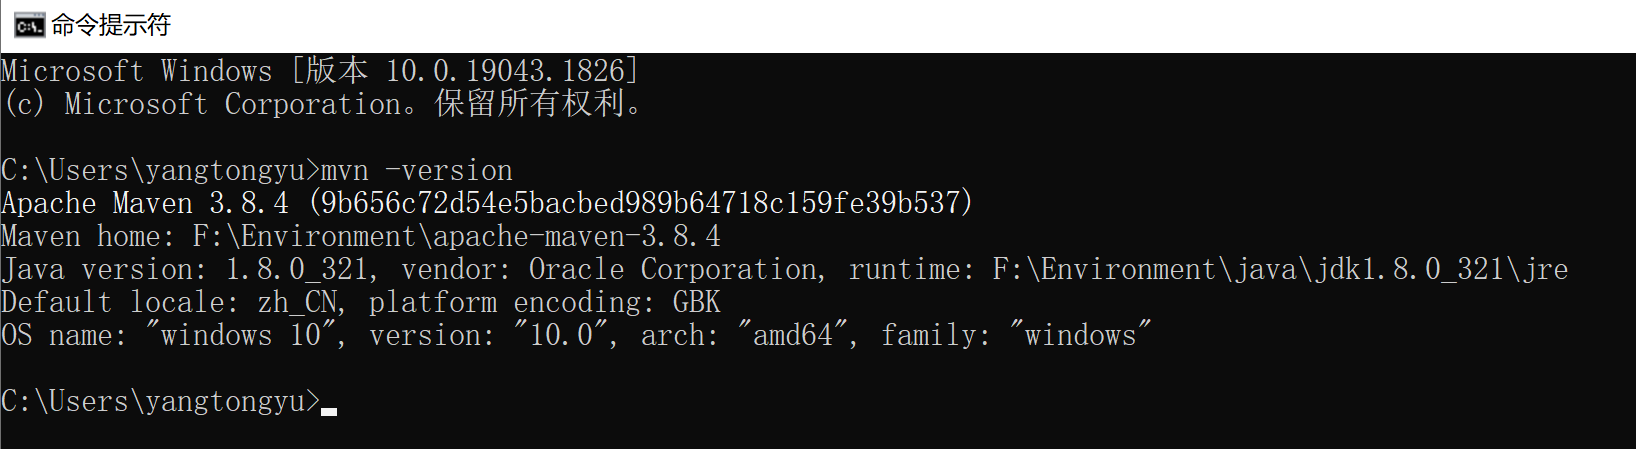 命令提示符
Microsoft Windows [版本 10.0.19043.1826]
(c) Microsoft Corporation。保留所有权利。
C:\Users\yangtongyu>mvn -version
Apache Maven 3.8.4 (9b656c72d54e5bacbed989b64718c159fe39b537)
Maven home: F:\Environment\apache-maven-3.8.4
Java version: 1.8.0_321, vendor: Oracle Corporation, runtime: F:\Environment\java\jdk1.8.0_321\jre
Default locale: zh_CN, platform encoding: GBK
OS name: "windows 10", version: "10.0", arch: "amd64", family: "windows"
C:\Users\yangtongyu>